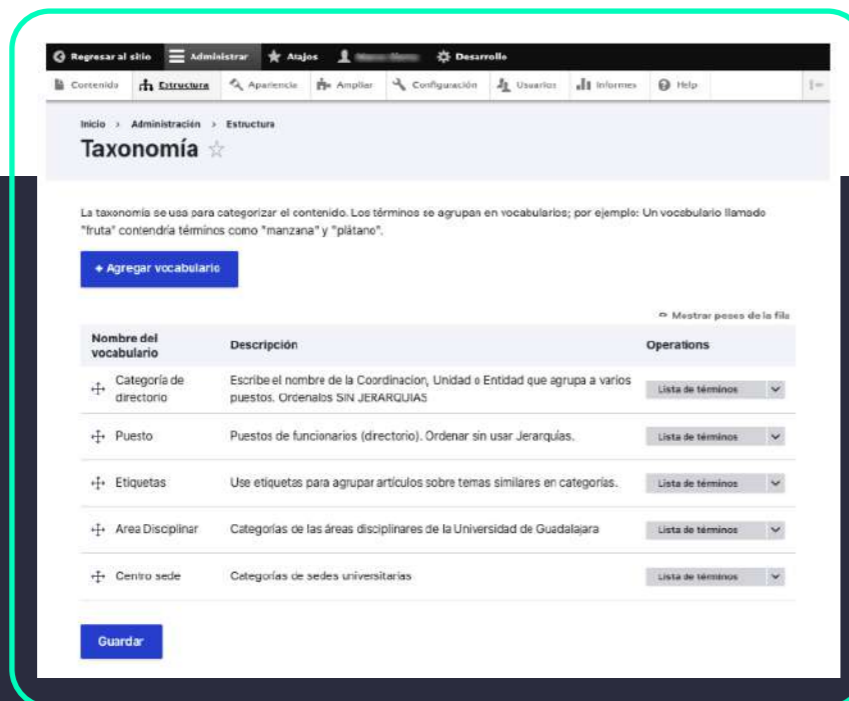 Regresar al sitio Administrar Atajos Desarrollo
Contenido Estructura Apariencia Ampliar Configuración Usuarios Informes Help
Inicio > Administración > Estructura
Taxonomía
La taxonomía se usa para categorizar el contenido. Los términos se agrupan en vocabularios; por ejemplo: Un vocabulario llamado
"fruta" contendría términos como "manzana" y "plátano".
+ Agregar vocabulario
Mostrar pesos de la fila
Nombre del vocabulario Descripción Operations
Categoría de directorio Escribe el nombre de la Coordinacion, Unidad o Entidad que agrupa a varios
puestos. Ordenalos SIN JERARQUIAS Lista de términos
Puesto Puestos de funcionarios (directorio). Ordenar sin usar Jerarquías. Lista de términos
Etiquetas Use etiquetas para agrupar artículos sobre temas similares en categorías. Lista de términos
Area Disciplinar Categorías de las áreas disciplinares de la Universidad de Guadalajara Lista de términos
Centro sede Categorías de sedes universitarias Lista de términos
Guardar